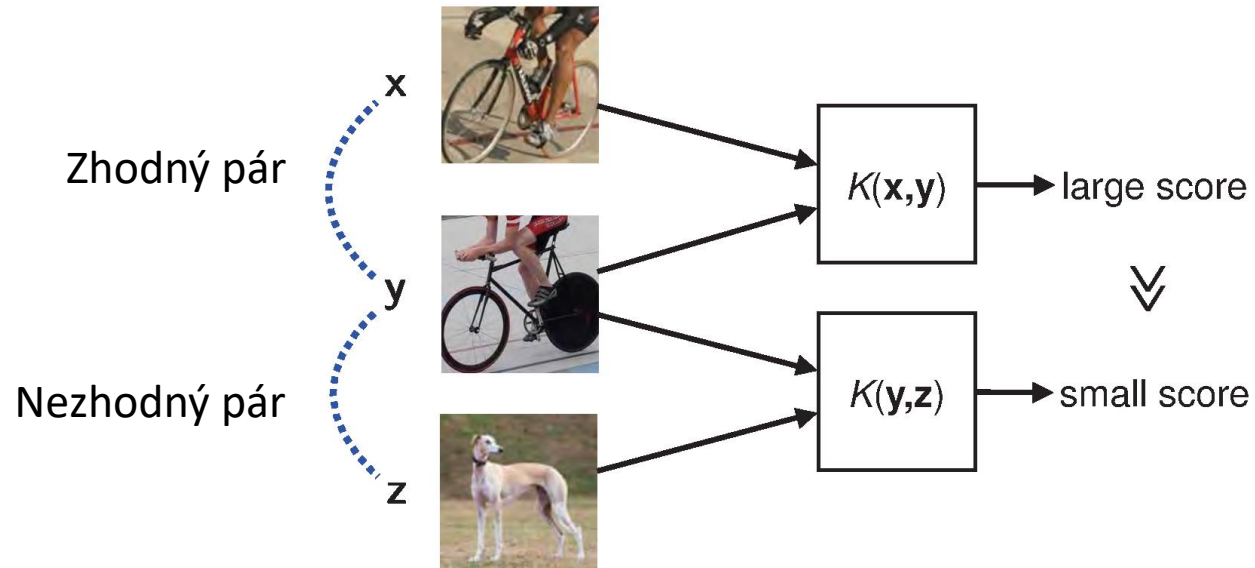 x
Zhodný pár
K(x,y)
large score
y
≫
Nezhodný pár
K(y,z)
small score
z